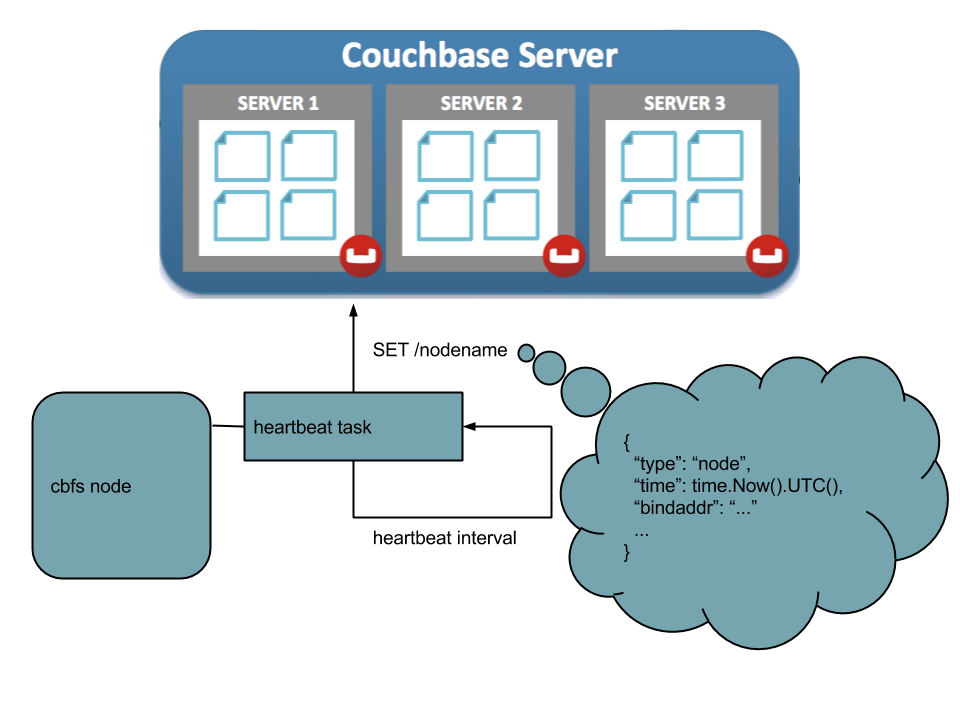 Couchbase Server
SERVER 1
SERVER 2
SERVER 3
SET /nodename
heartbeat task
cbfs node
{
“type”: “node”,
“time”: time.Now().UTC(),
“bindaddr”: “...”
...
}
heartbeat interval